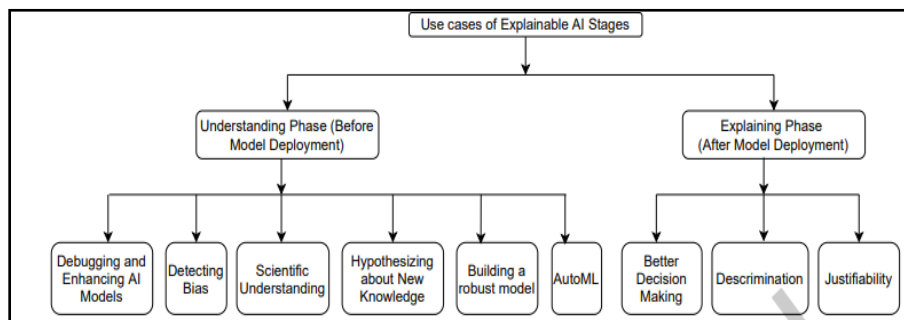 Use cases of Explainable AI Stages
Understanding Phase (Before
Model Deployment)
Explaining Phase
(After Model Deployment)
Debugging and
Enhancing AI
Models
Detecting
Bias
Scientific
Understanding
Hypothesizing
about New
Knowledge
Building a
robust model
AutoML
Better
Decision
Making
Descrimination
Justifiability